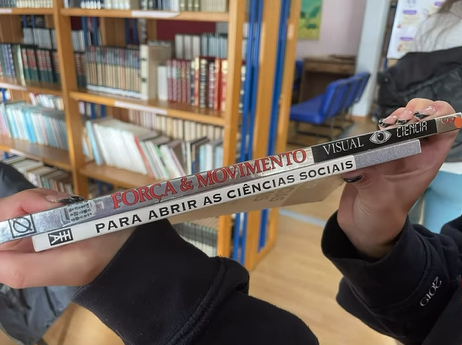 FORÇA & MOVIMENTO VISUAL CIÊNCIA
PARA ABRIR AS CIÊNCIAS SOCIAIS